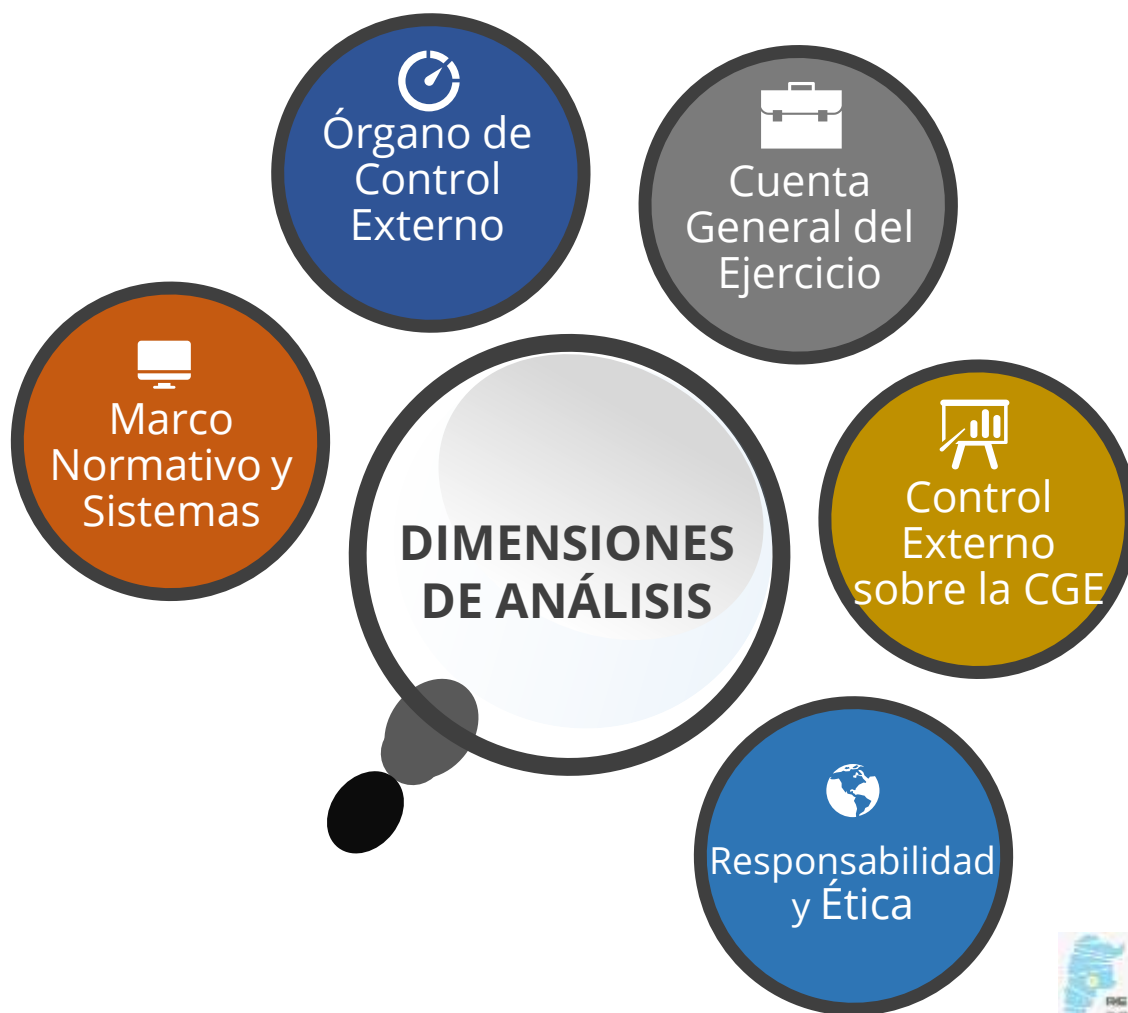 Órgano de
Control
Externo
Cuenta
General del
Ejercicio
Marco
Normativo y
Sistemas
DIMENSIONES
DE ANÁLISIS
Control
Externo
sobre la CGE
Responsabilidad
y Ética